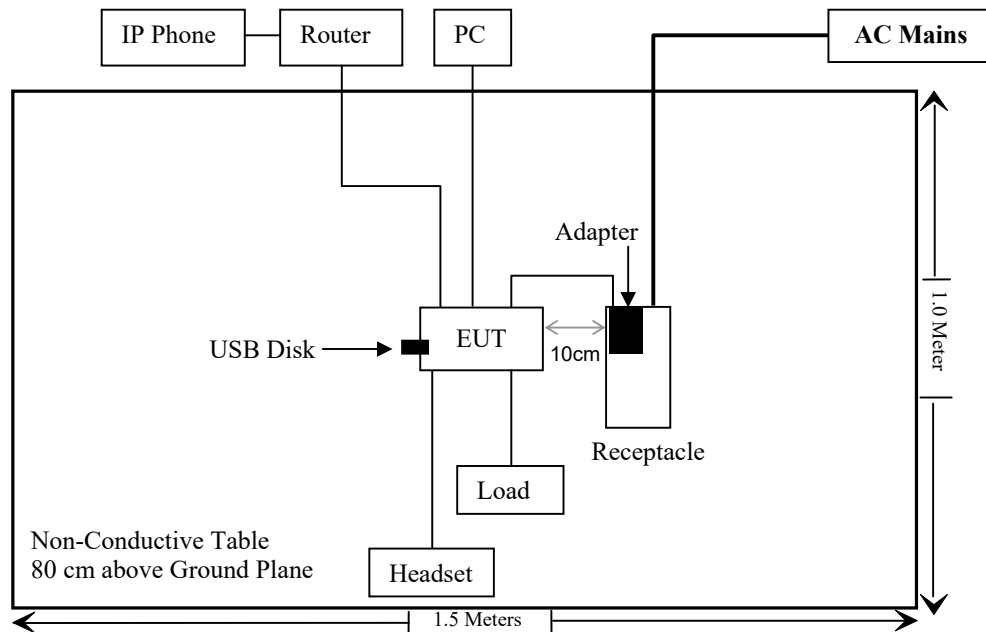 IP Phone
Router
PC
AC Mains
Adapter
USB Disk
EUT
10cm
1.0 Meter
Receptacle
Load
Non-Conductive Table
80 cm above Ground Plane
Headset
1.5 Meters